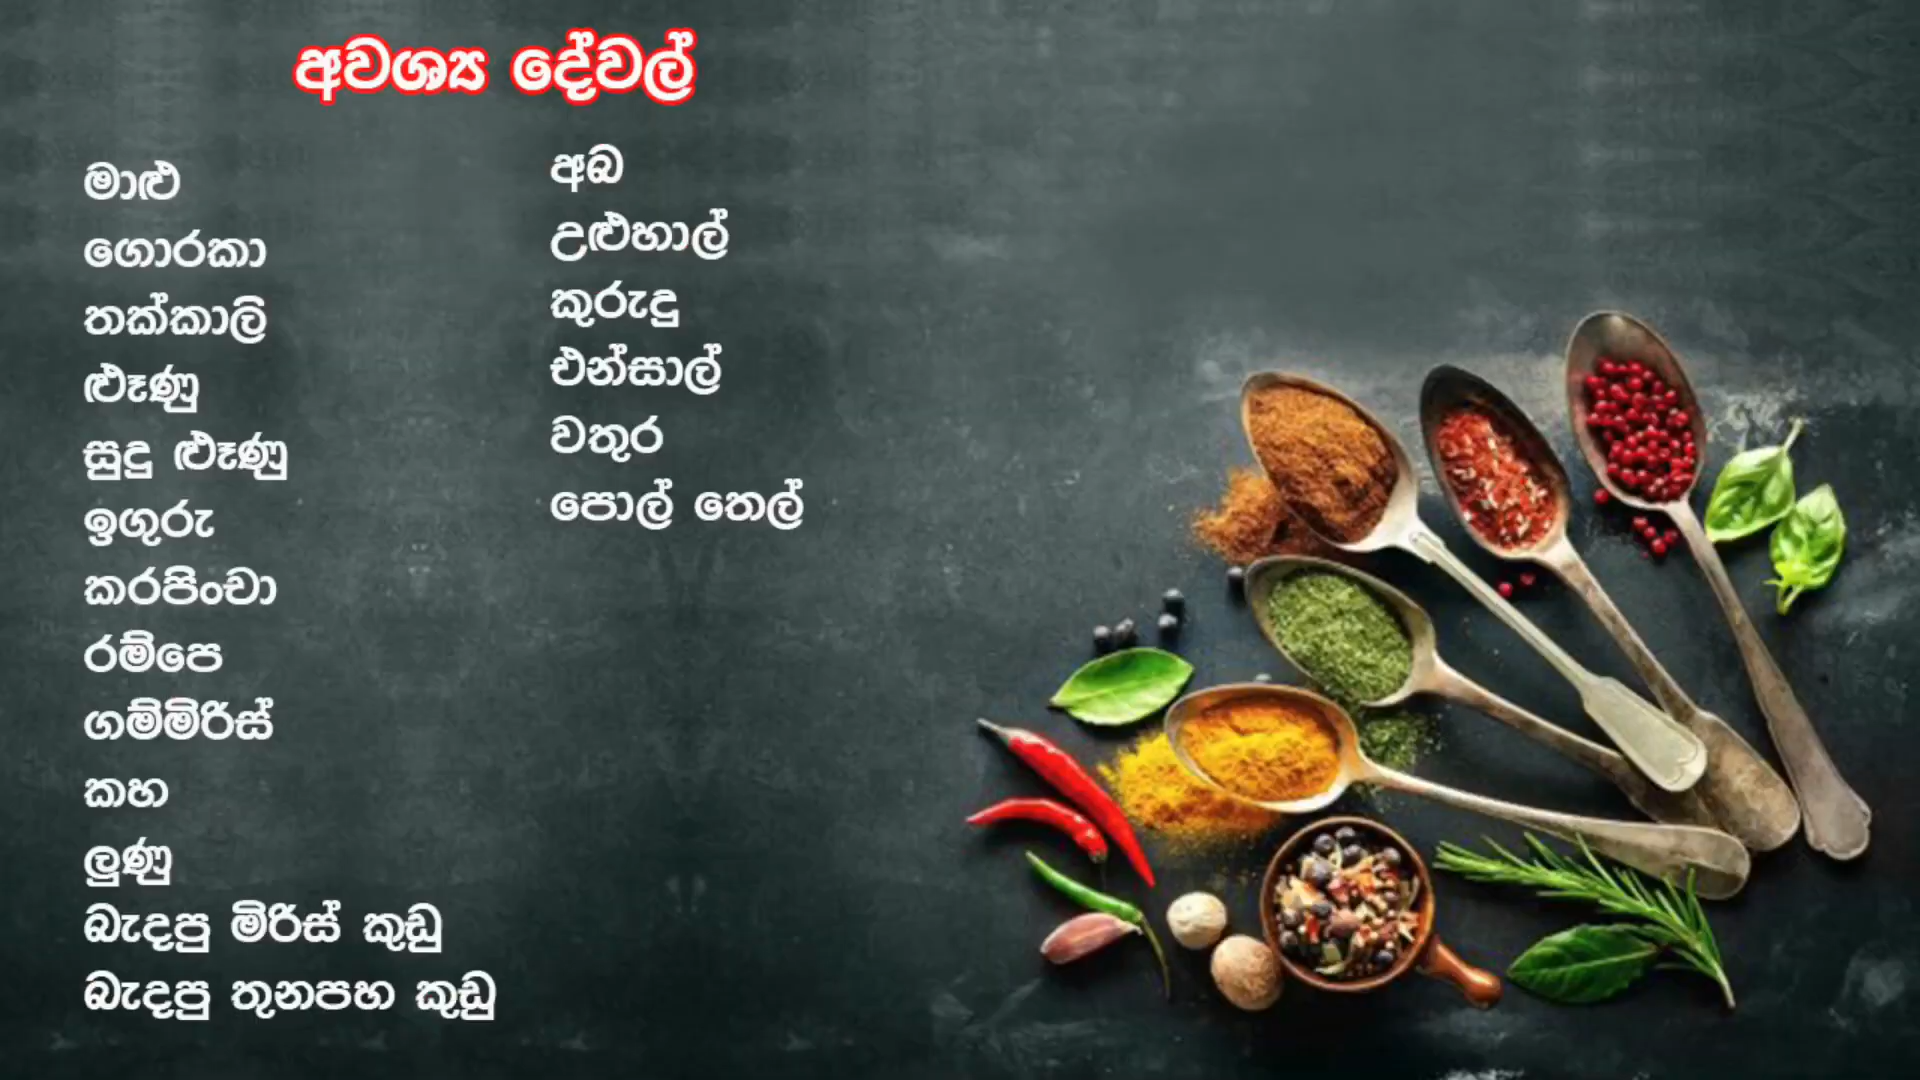 අවශ්‍ය දේවල්
මාළු
ගොරකා
තක්කාලි
ළූණු
සුදු ළූණු
ඉගුරු
කරපිංචා
රම්පෙ
ගම්මිරිස්
කහ
ලුණු
බැදපු මිරිස් කුඩු
බැදපු තුනපහ කුඩු
අබ
උළුහාල්
කුරුදු
එන්සාල්
වතුර
පොල් තෙල්